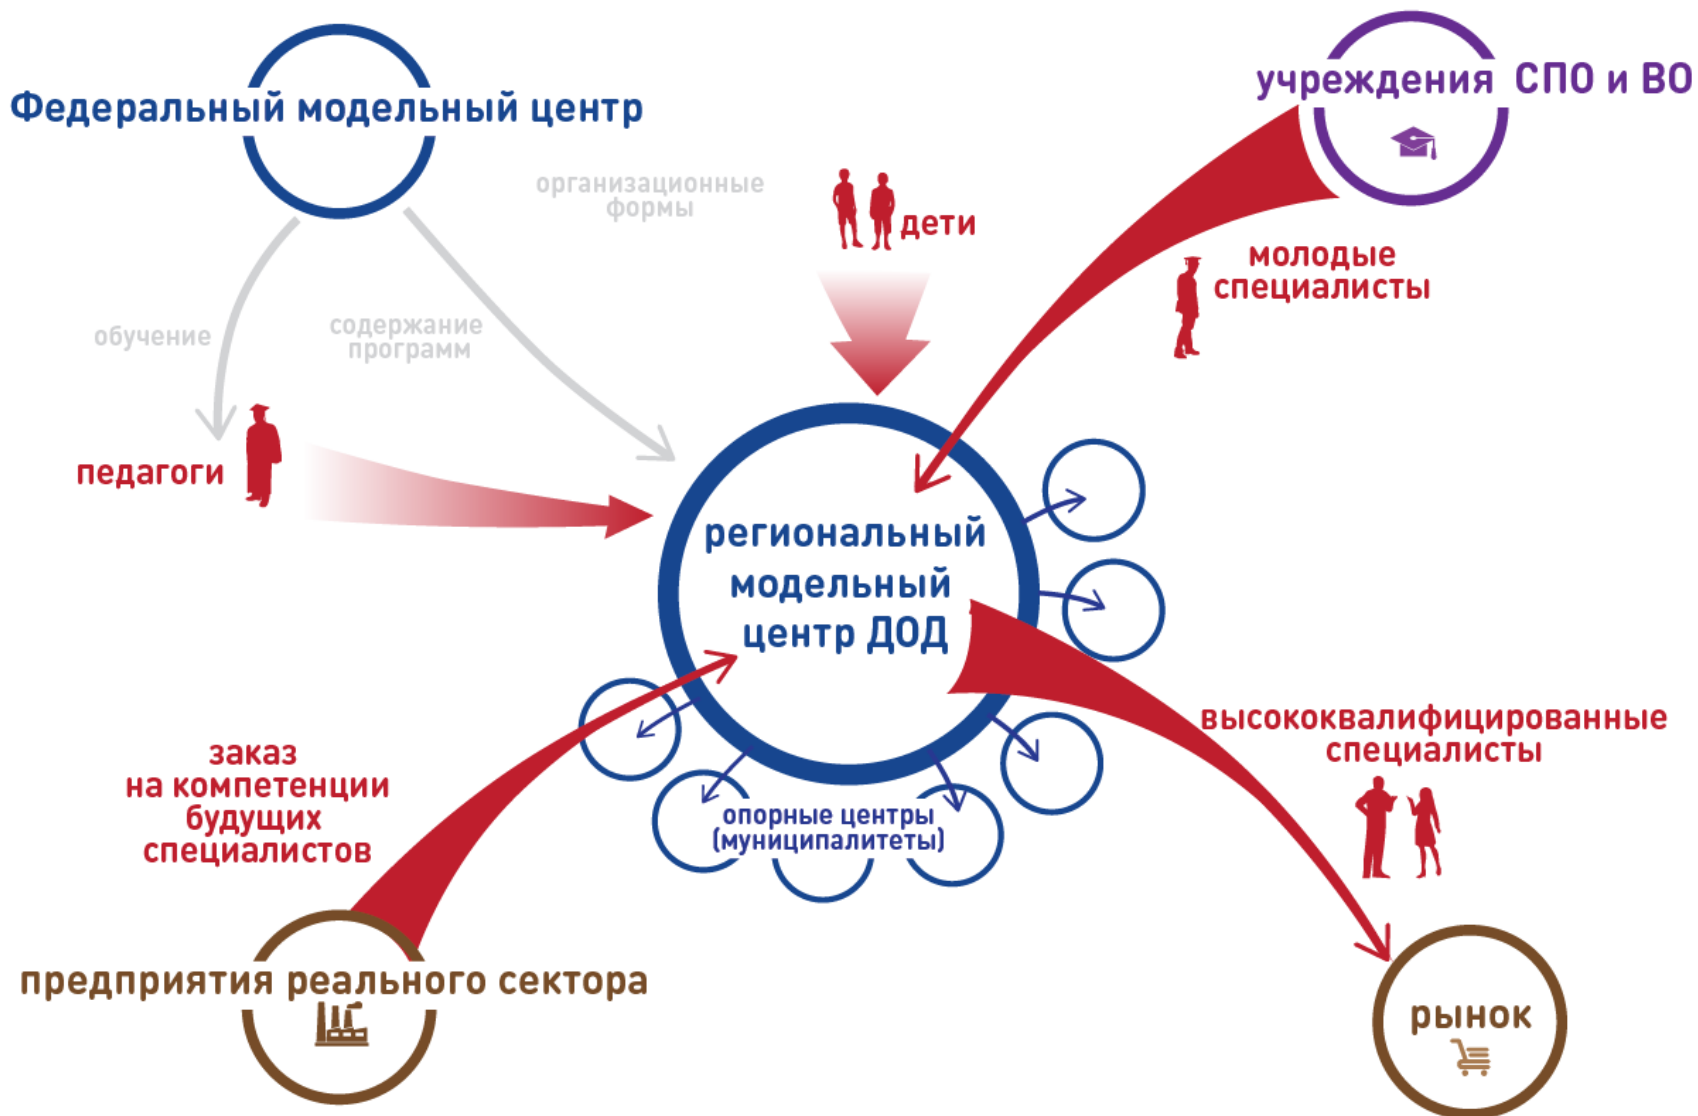 Федеральный модельный центр
учреждения СПО и ВО
организационные
формы
дети
молодые
специалисты
обучение
содержание
программ
педагоги
региональный
модельный
центр ДОД
высококвалифицированные
специалисты
заказ
на компетенции
будущих
специалистов
опорные центры
(муниципалитеты)
предприятия реального сектора
рынок